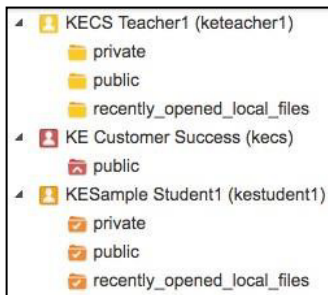 KECS Teacher1 (keteacher1)
private
public
recently_opened_local_files
KE Customer Success (kecs)
public
KESample Student1 (kestudent1)
private
public
recently_opened_local_files